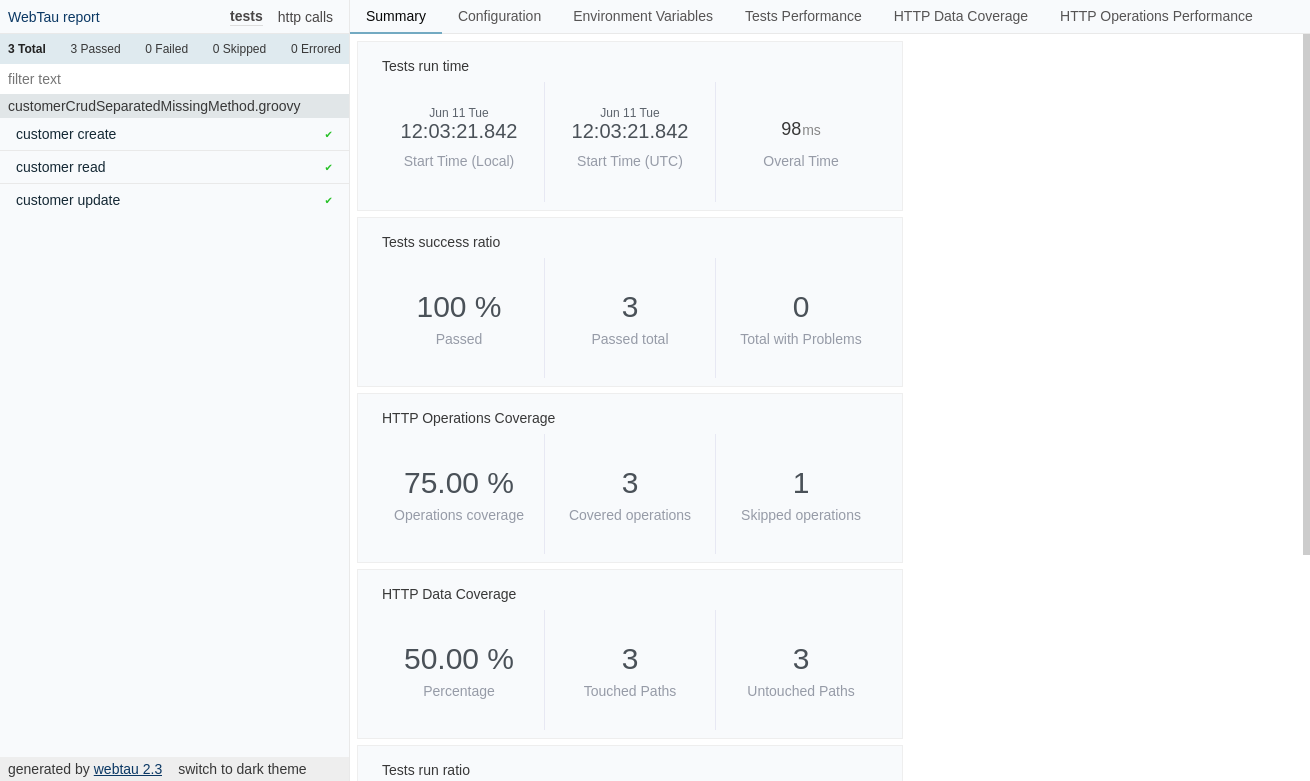 WebTau report tests http calls
3 Total 3 Passed 0 Failed 0 Skipped 0 Errored
filter text
customerCrudSeparatedMissingMethod.groovy
customer create ✔
customer read ✔
customer update ✔
generated by webtau 2.3 switch to dark theme
Summary Configuration Environment Variables Tests Performance HTTP Data Coverage HTTP Operations Performance
Tests run time
Jun 11 Tue Jun 11 Tue
12:03:21.842 12:03:21.842 98ms
Start Time (Local) Start Time (UTC) Overal Time
Tests success ratio
100 % 3 0
Passed Passed total Total with Problems
HTTP Operations Coverage
75.00 % 3 1
Operations coverage Covered operations Skipped operations
HTTP Data Coverage
50.00 % 3 3
Percentage Touched Paths Untouched Paths
Tests run ratio